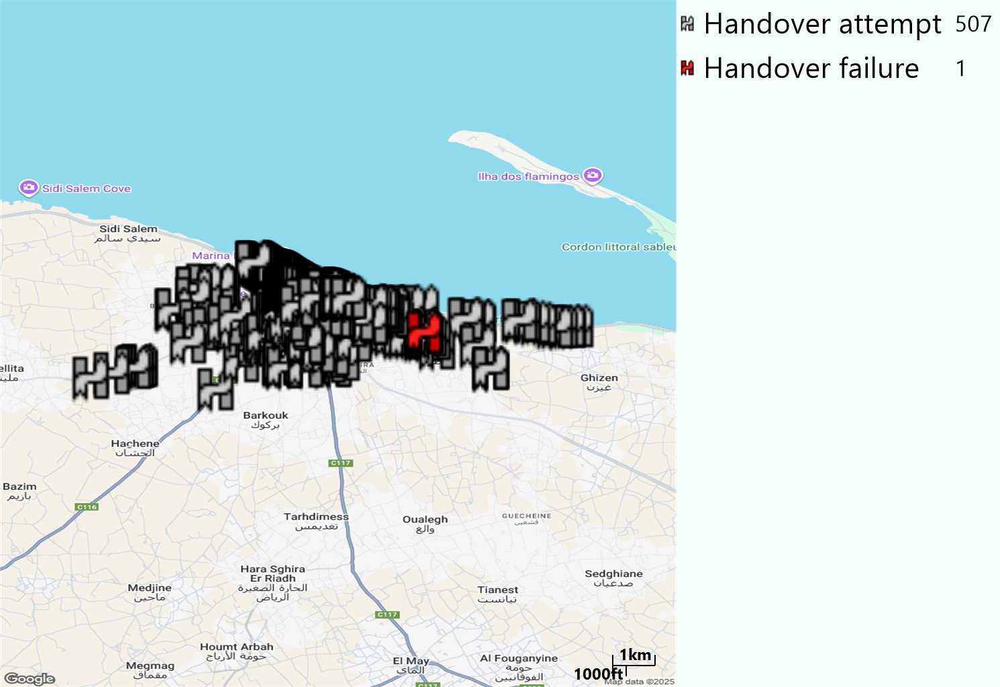 Handover attempt 507
Handover failure 1
Ilha dos flamingos
Sidi Salem Cove
Sidi Salem
سيدي سالم
Cordon littoral sableu
Marina
ellita
Ghizen
غيزن
Barkouk
بركوك
Hachene
الحشان
C117
Bazim
بازيم
C116
Tarhdimess
تغديمس
Oualegh
والغ
GUECHEINE
قشعيي
Hara Sghira
Er Riadh
الحارة الصغيرة
الرياض
Sedghiane
صدغيان
Medjine
ماجين
Tianest
تيانست
C117
Houmt Arbah
حومة الأرباح
El May
الماي
Al Fouganyine
حومة
الفوقانيين
Megmag
مقماق
1km
1000ft
C117
Google
Map data ©2025